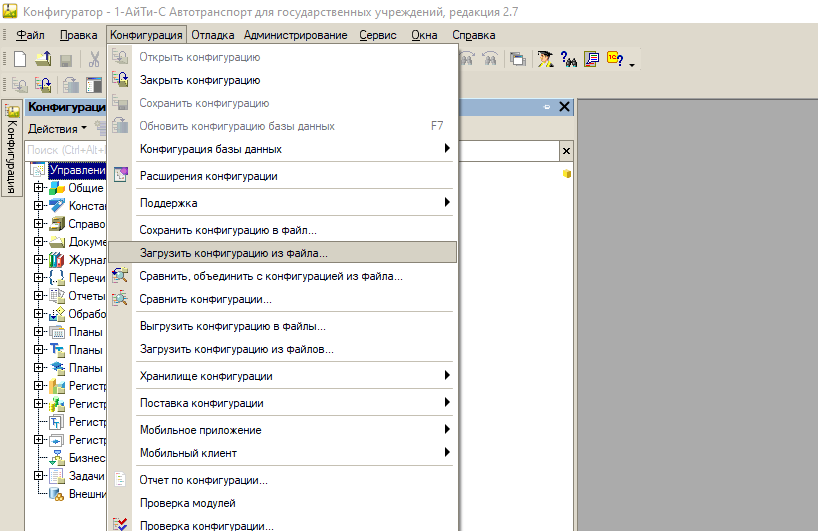 Конфигуратор - 1-АйТи-С Автотранспорт для государственных учреждений, редакция 2.7
Файл Правка Конфигурация Отладка Администрирование Сервис Окна Справка
Открыть конфигурацию
Закрыть конфигурацию
Сохранить конфигурацию
Обновить конфигурацию базы данных F7
Конфигурация базы данных
Расширения конфигурации
Поддержка
Сохранить конфигурацию в файл...
Загрузить конфигурацию из файла...
Сравнить, объединить с конфигурацией из файла...
Сравнить конфигурации...
Выгрузить конфигурацию в файлы...
Загрузить конфигурацию из файлов...
Хранилище конфигурации
Поставка конфигурации
Мобильное приложение
Мобильный клиент
Отчет по конфигурации...
Проверка модулей
Проверка конфигурации...
Конфигурация
Конфигураци
Действия
Поиск (Ctrl+Alt+
Управлени
Общие
Конста
Справо
Докуме
Журнал
Перечи
Отчеты
Обрабо
Планы
Планы
Планы
Регистр
Регистр
Регистр
Регистр
Бизнес
Задачи
Внешни